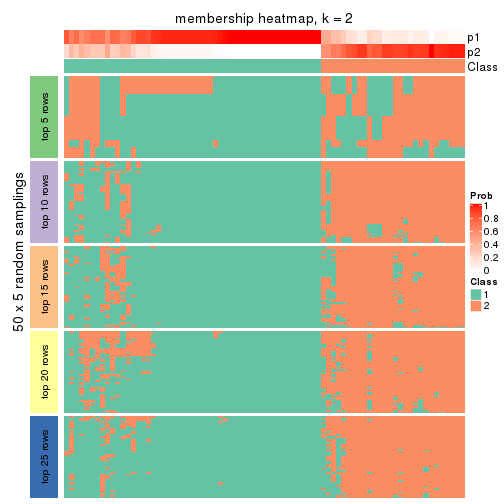 membership heatmap, k = 2
p1
p2
Class
50 x 5 random samplings
top 5 rows
top 10 rows
top 15 rows
top 20 rows
top 25 rows
Prob
1
0.8
0.6
0.4
0.2
0
Class
1
2